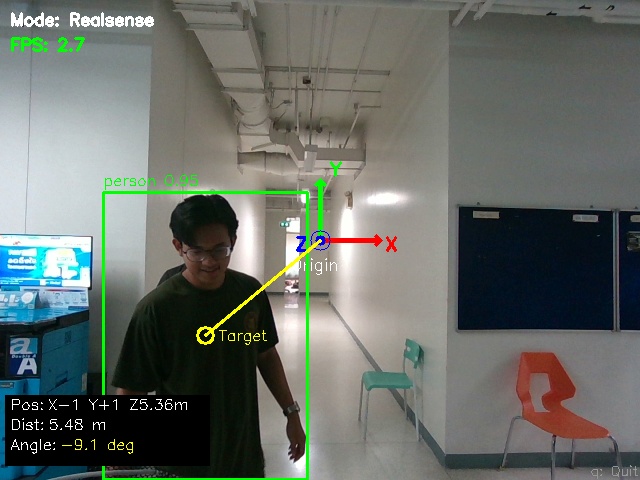 Mode: Realsense
FPS: 2.7
person 0.95
Y
Z
X
Origin
Target
a
A
Pos: X-1 Y+1 Z5.36m
Dist: 5.48 m
Angle: -9.1 deg
q: Quit